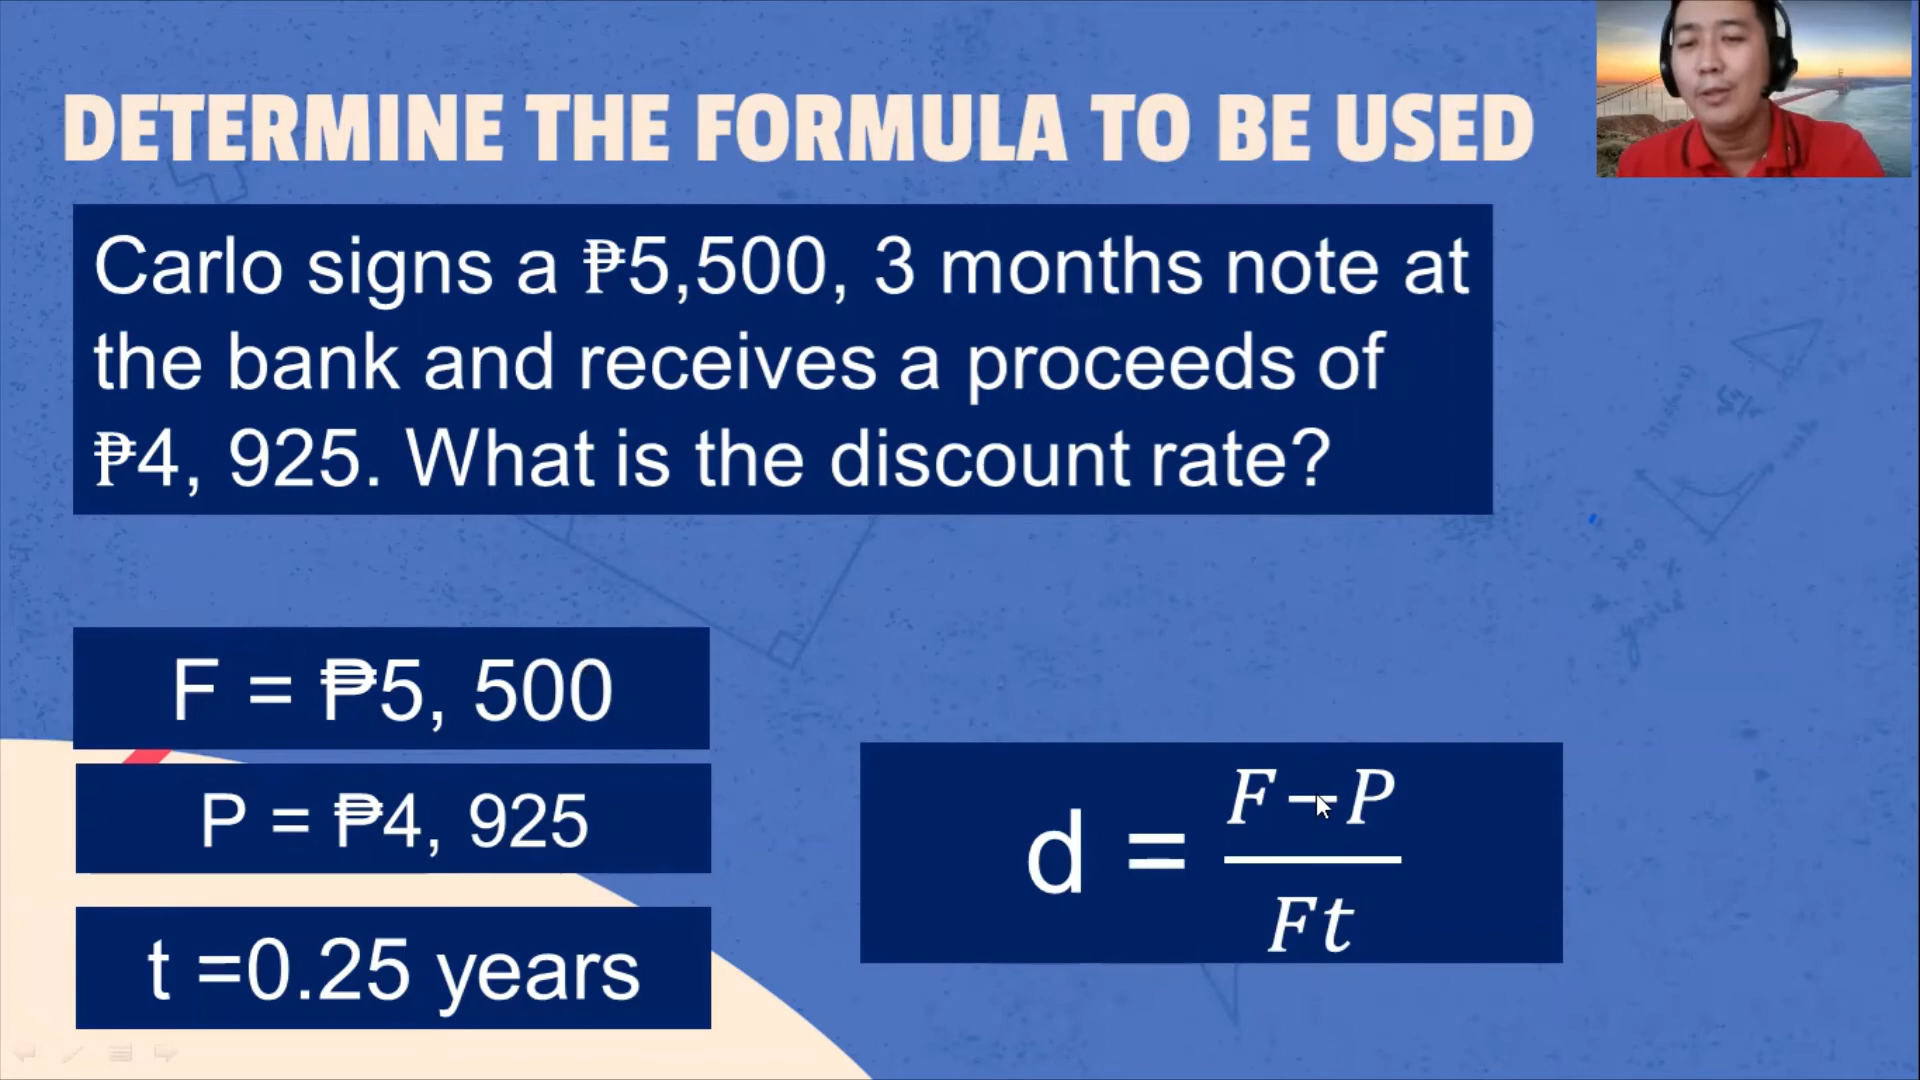 DETERMINE THE FORMULA TO BE USED
Carlo signs a ₱5,500, 3 months note at
the bank and receives a proceeds of
₱4, 925. What is the discount rate?
F = ₱5, 500
P = ₱4, 925
t =0.25 years
d = \frac{F - P}{Ft}